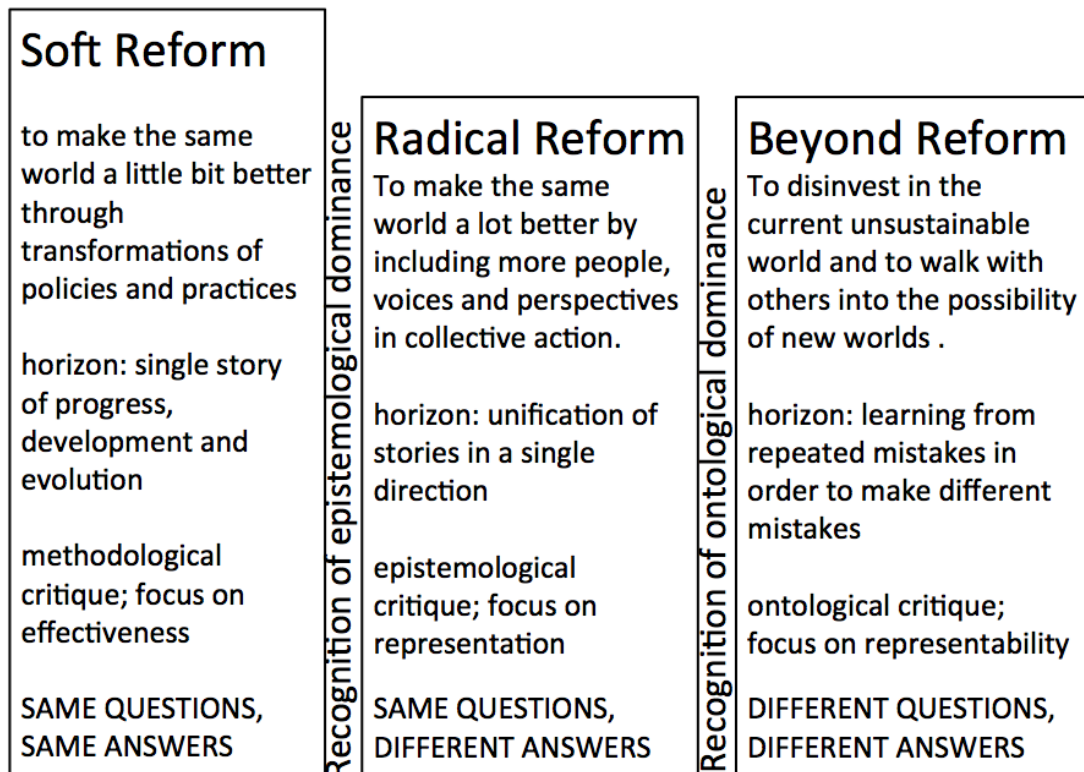 Soft Reform
to make the same
world a little bit better
through
transformations of
policies and practices
horizon: single story
of progress,
development and
evolution
methodological
critique; focus on
effectiveness
SAME QUESTIONS,
SAME ANSWERS
Recognition of epistemological dominance
Radical Reform
To make the same
world a lot better by
including more people,
voices and perspectives
in collective action.
horizon: unification of
stories in a single
direction
epistemological
critique; focus on
representation
SAME QUESTIONS,
DIFFERENT ANSWERS
Recognition of ontological dominance
Beyond Reform
To disinvest in the
current unsustainable
world and to walk with
others into the possibility
of new worlds .
horizon: learning from
repeated mistakes in
order to make different
mistakes
ontological critique;
focus on representability
DIFFERENT QUESTIONS,
DIFFERENT ANSWERS